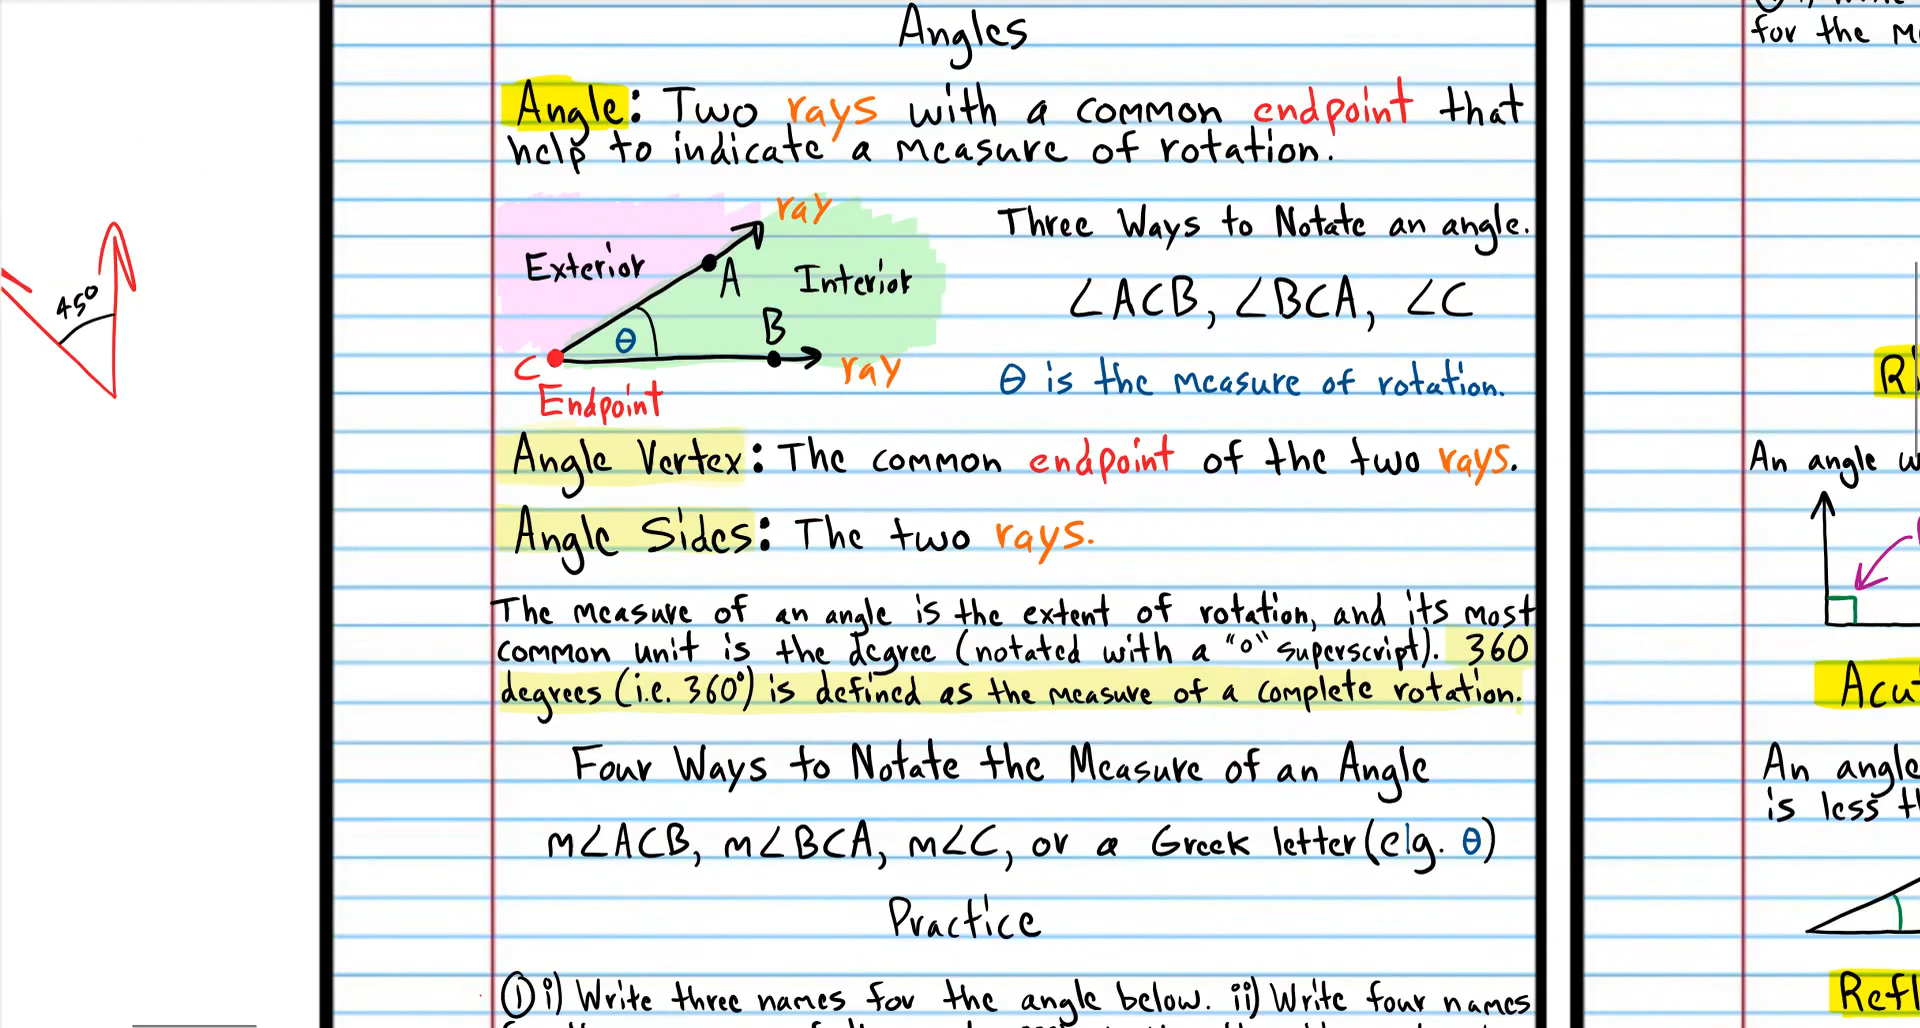 Angles
Angle: Two rays with a common endpoint that
help to indicate a measure of rotation.
ray
Exterior
A
Interior
B
θ
C
ray
Endpoint
Three Ways to Notate an angle.
∠ACB, ∠BCA, ∠C
θ is the measure of rotation.
45°
Angle Vertex: The common endpoint of the two rays.
Angle Sides: The two rays.
The measure of an angle is the extent of rotation, and its most
common unit is the degree (notated with a "o" superscript). 360
degrees (i.e. 360°) is defined as the measure of a complete rotation.
Four Ways to Notate the Measure of an Angle
m∠ACB, m∠BCA, m∠C, or a Greek letter (e.g. θ)
Practice
① i) Write three names for the angle below. ii) Write four names
for the
An angle
An angle
is less